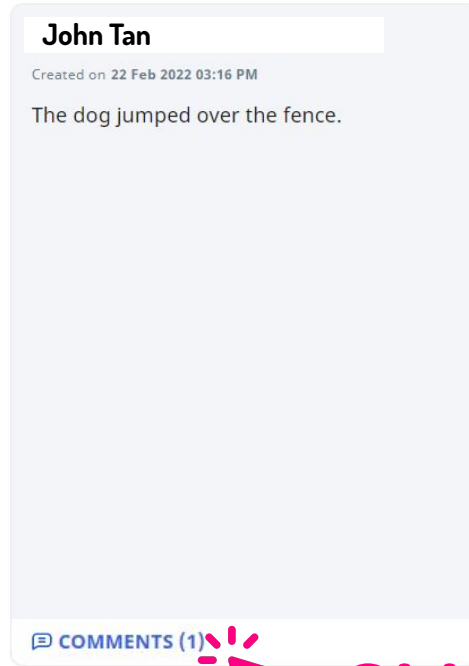 John Tan
Created on 22 Feb 2022 03:16 PM
The dog jumped over the fence.
COMMENTS (1)